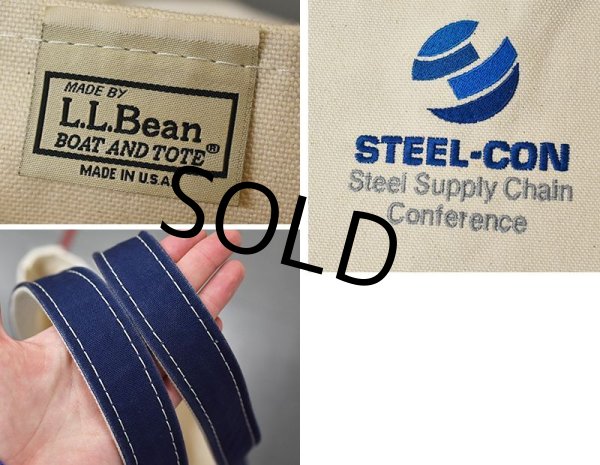 MADE BY
L.L.Bean
BOAT AND TOTE®
MADE IN U.S.A.
STEEL-CON
Steel Supply Chain
Conference
SOLD